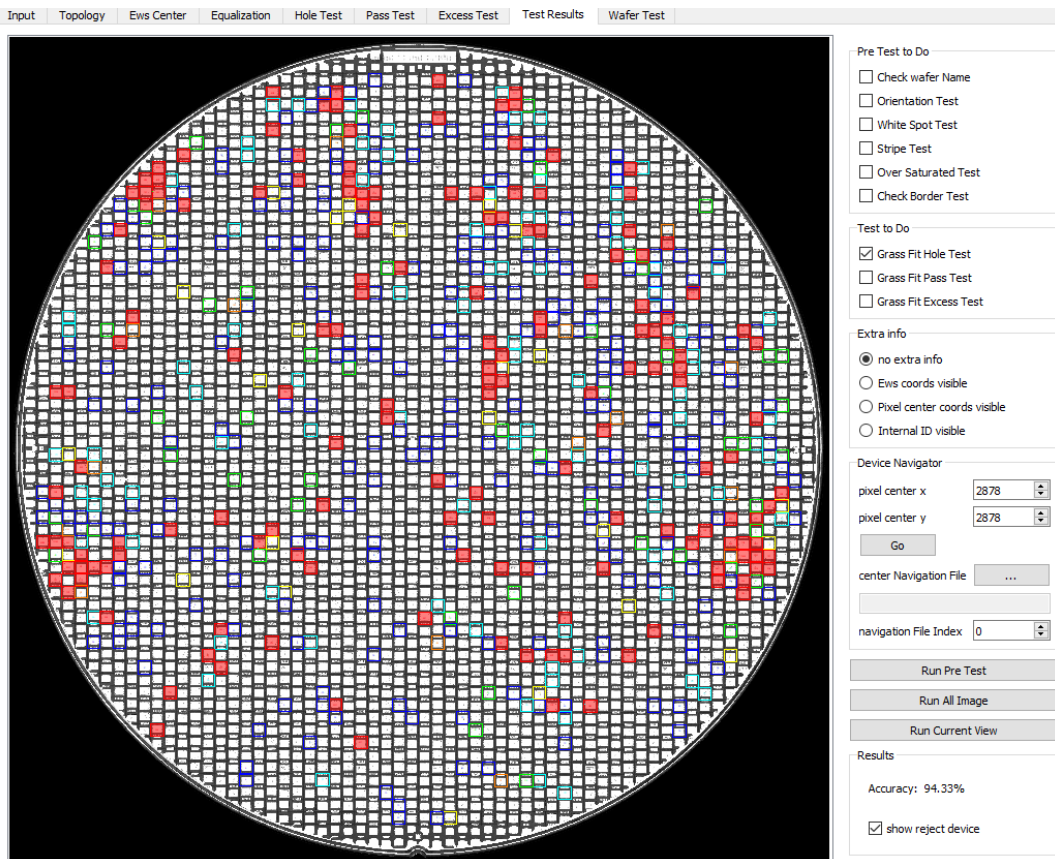 Input Topology Ews Center Equalization Hole Test Pass Test Excess Test Test Results Wafer Test
Pre Test to Do
Check wafer Name
Orientation Test
White Spot Test
Stripe Test
Over Saturated Test
Check Border Test
Test to Do
Grass Fit Hole Test
Grass Fit Pass Test
Grass Fit Excess Test
Extra info
no extra info
Ews coords visible
Pixel center coords visible
Internal ID visible
Device Navigator
pixel center x 2878
pixel center y 2878
Go
center Navigation File ...
navigation File Index 0
Run Pre Test
Run All Image
Run Current View
Results
Accuracy: 94.33%
show reject device